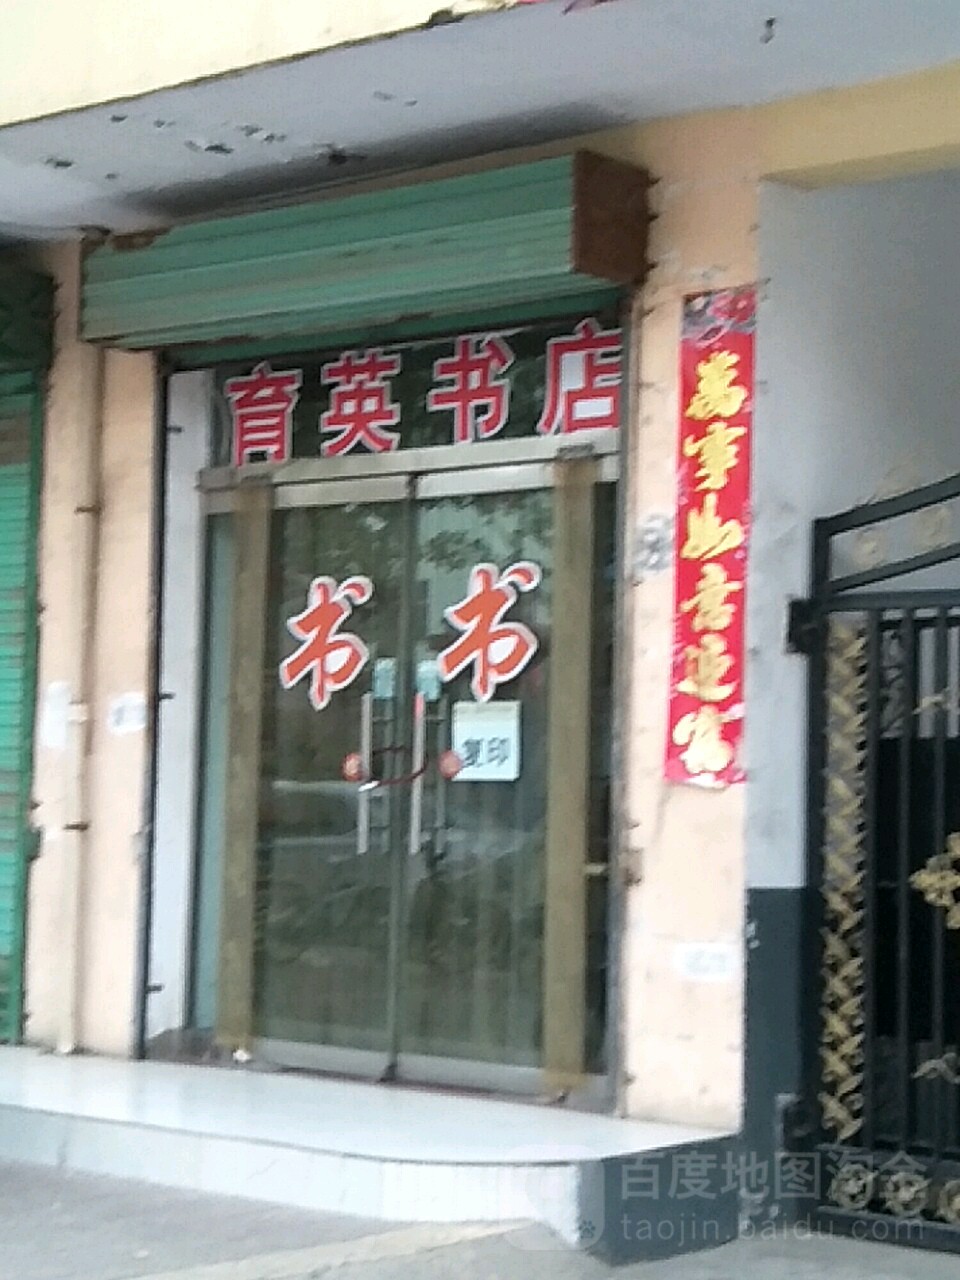 育英书店
书 书
复印
萬事如意迎富
百度地图淘金
taojin.baidu.com